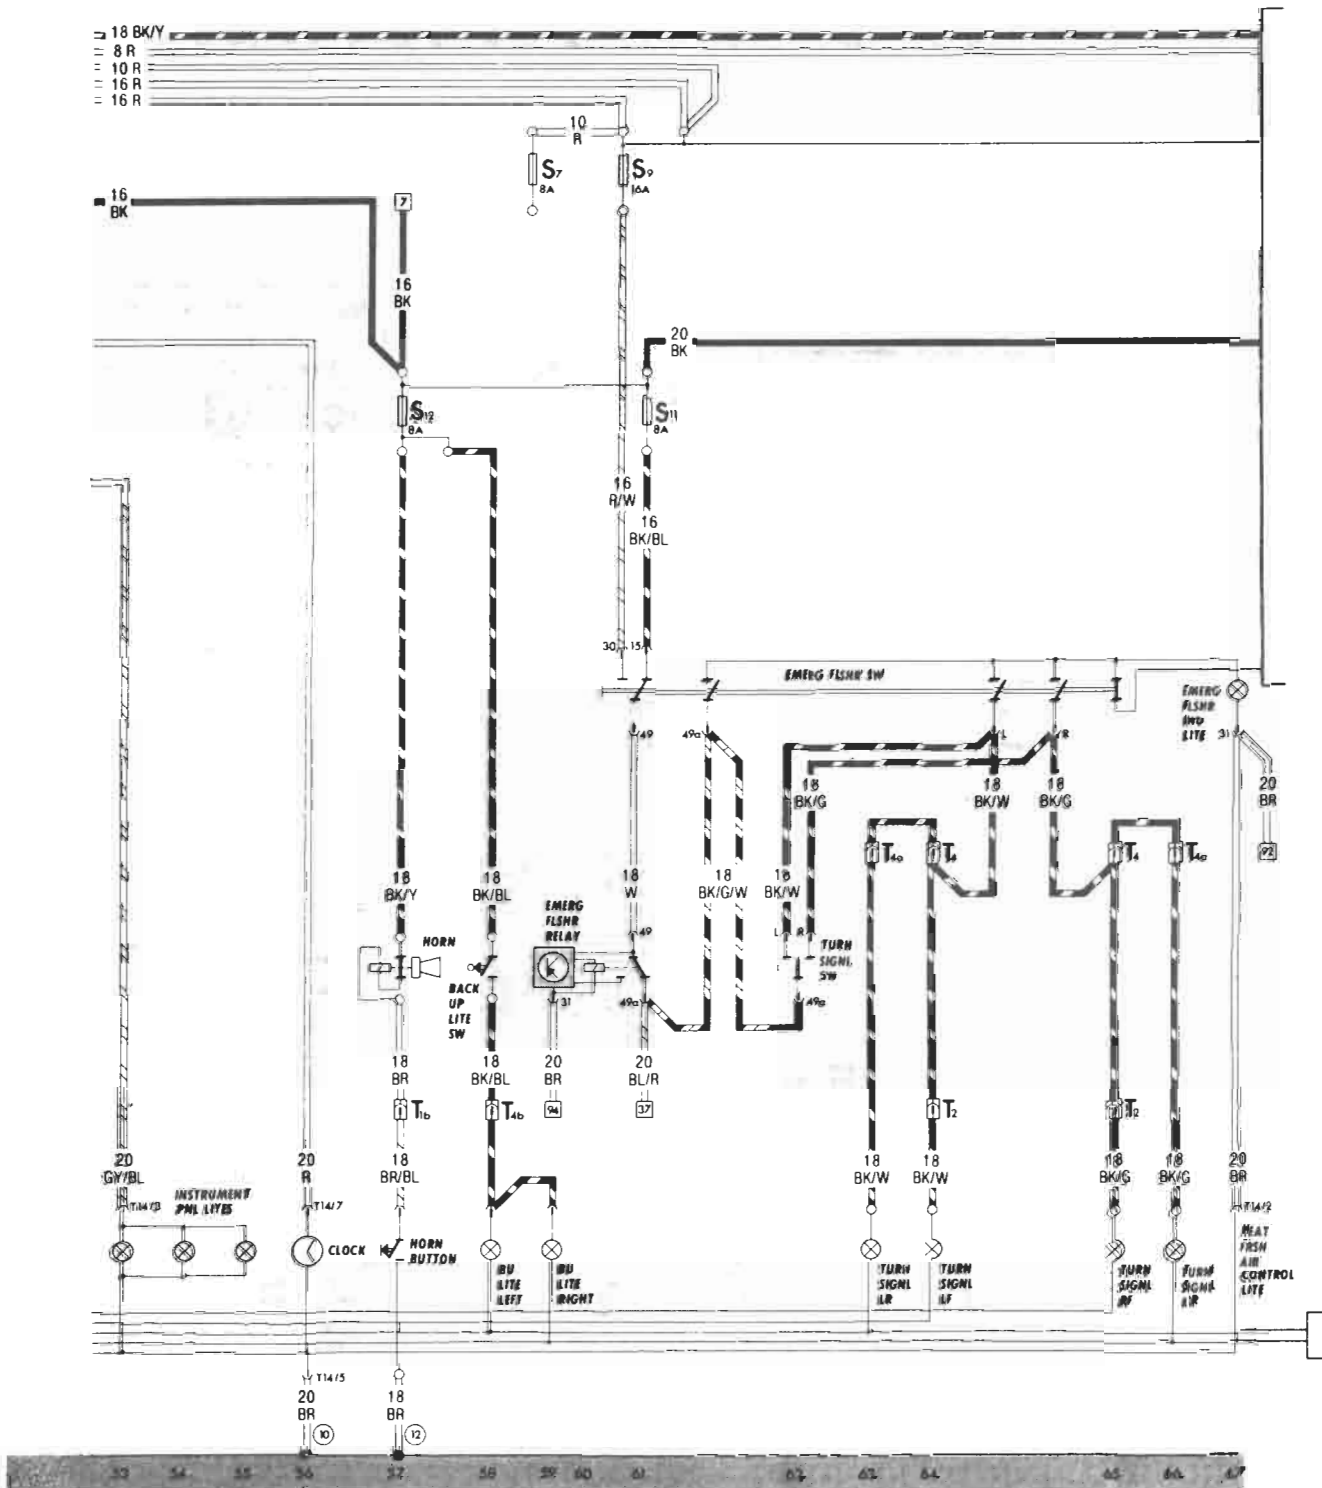 18 BK/Y
8 R
10 R
16 R
16 R
10
R
S7
8A
S9
16A
16
BK
7
16
BK
20
BK
S12
8A
S11
8A
16
R/W
16
BK/BL
30
15
EMERG FLSHR SW
EMERG
FLSHR
IND
LITE
49
49a
L
R
31
18
BK/G
18
BK/W
18
BK/G
20
BR
T4a
T4
T4
T4a
92
18
BK/Y
18
BK/BL
EMERG
FLSHR
RELAY
18
W
18
BK/G/W
18
BK/W
49
L
R
HORN
TURN
SIGNL
SW
BACK
UP
LITE
SW
31
49a
49a
18
BR
18
BK/BL
20
BR
20
BL/R
T1b
T4b
94
37
T2
T2
20
GY/BL
20
R
18
BR/BL
18
BK/W
18
BK/W
18
BK/G
18
BK/G
20
BR
INSTRUMENT
PNL LITES
T14/7
T14/2
CLOCK
HORN
BUTTON
BU
LITE
LEFT
BU
LITE
RIGHT
TURN
SIGNL
LR
TURN
SIGNL
LF
TURN
SIGNL
RF
TURN
SIGNL
HEAT
FRSH
AIR
CONTROL
LITE
T14/5
20
BR
10
18
BR
12
53 54 55 56 57 58 59 60 61 62 63 64 65 66 67